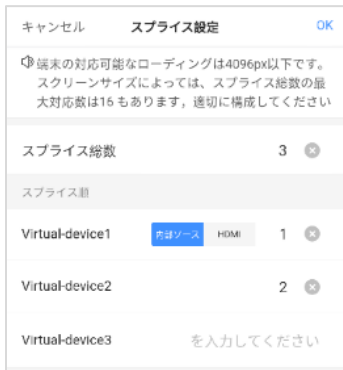 キャンセル スプライス設定 OK
端末の対応可能なローディングは4096px以下です。
スクリーンサイズによっては、スプライス総数の最
大対応数は16 もあります，適切に構成してください
スプライス総数 3
スプライス順
Virtual-device1 内部ソース HDMI 1
Virtual-device2 2
Virtual-device3 を入力してください